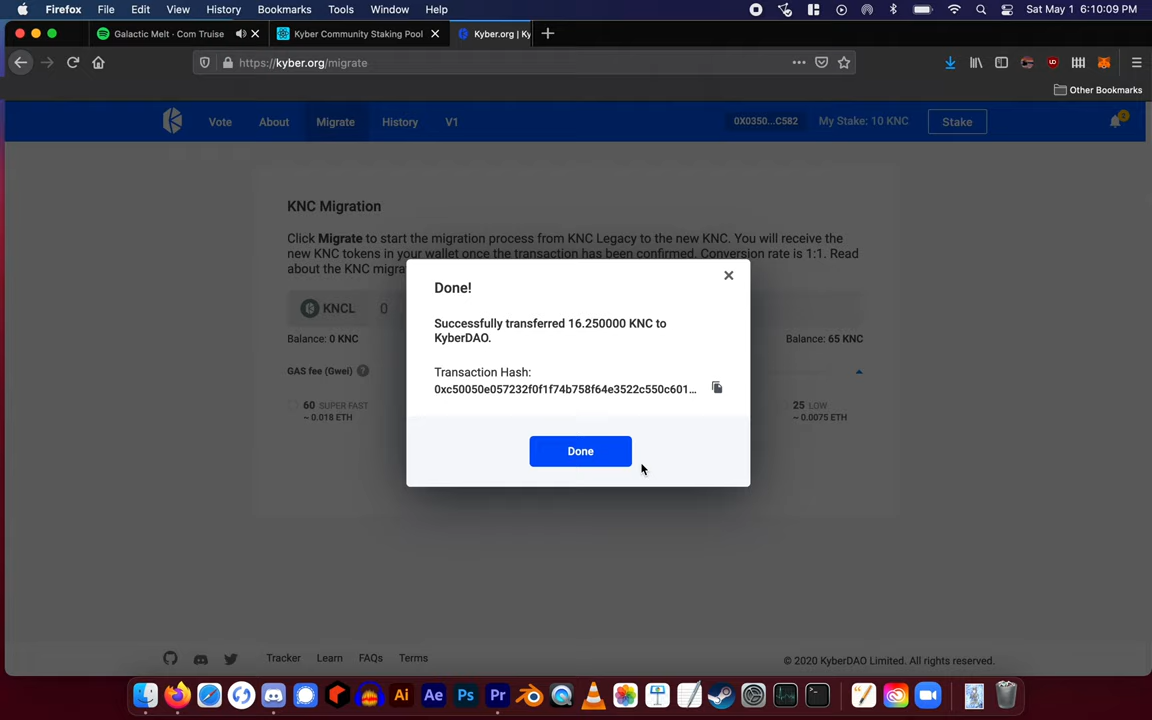 Firefox File Edit View History Bookmarks Tools Window Help Sat May 1 6:10:09 PM
Galactic Melt · Com Truise
Kyber Community Staking Pool
Kyber.org | Ky
https://kyber.org/migrate
Other Bookmarks
Vote About Migrate History V1 0X0350...C582 My Stake: 10 KNC Stake 2
KNC Migration
Click Migrate to start the migration process from KNC Legacy to the new KNC. You will receive the
new KNC tokens in your wallet once the transaction has been confirmed. Conversion rate is 1:1. Read
about the KNC migra
KNCL 0
Balance: 0 KNC Balance: 65 KNC
GAS fee (Gwei) ?
60 SUPER FAST 25 LOW
~ 0.018 ETH ~ 0.0075 ETH
Done!
Successfully transferred 16.250000 KNC to
KyberDAO.
Transaction Hash:
0xc50050e057232f0f1f74b758f64e3522c550c601...
Done
Tracker Learn FAQs Terms © 2020 KyberDAO Limited. All rights reserved.
Ai Ae Ps Pr